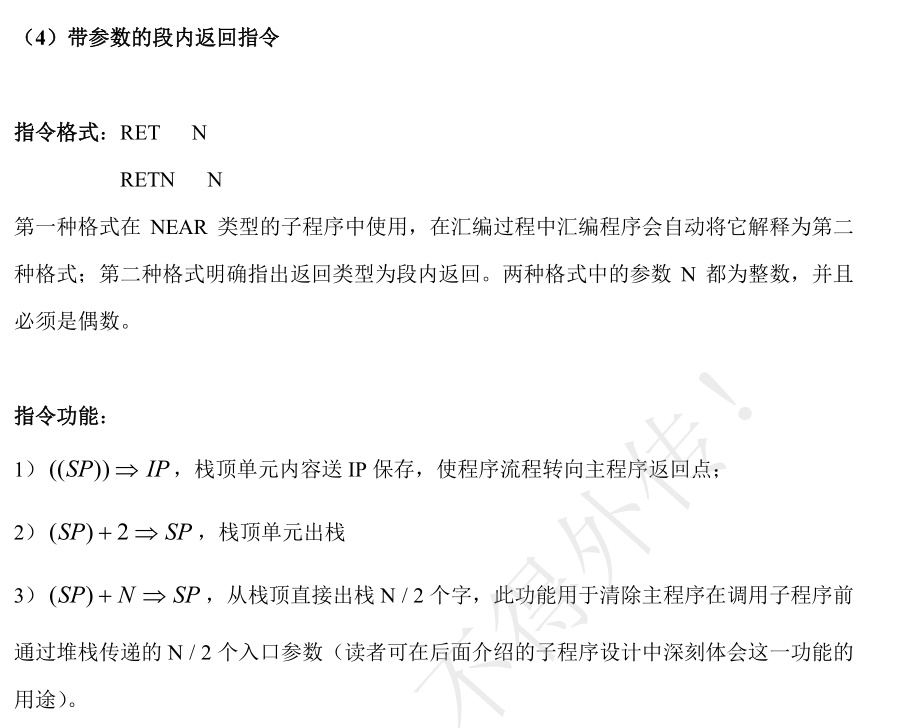 （4）带参数的段内返回指令
指令格式：RET N
RETN N
第一种格式在 NEAR 类型的子程序中使用，在汇编过程中汇编程序会自动将它解释为第二
种格式；第二种格式明确指出返回类型为段内返回。两种格式中的参数 N 都为整数，并且
必须是偶数。
指令功能：
1）((SP)) ⇒ IP，栈顶单元内容送 IP 保存，使程序流程转向主程序返回点；
2）(SP) + 2 ⇒ SP，栈顶单元出栈
3）(SP) + N ⇒ SP，从栈顶直接出栈 N / 2 个字，此功能用于清除主程序在调用子程序前
通过堆栈传递的 N / 2 个入口参数（读者可在后面介绍的子程序设计中深刻体会这一功能的
用途）。
不得外传！